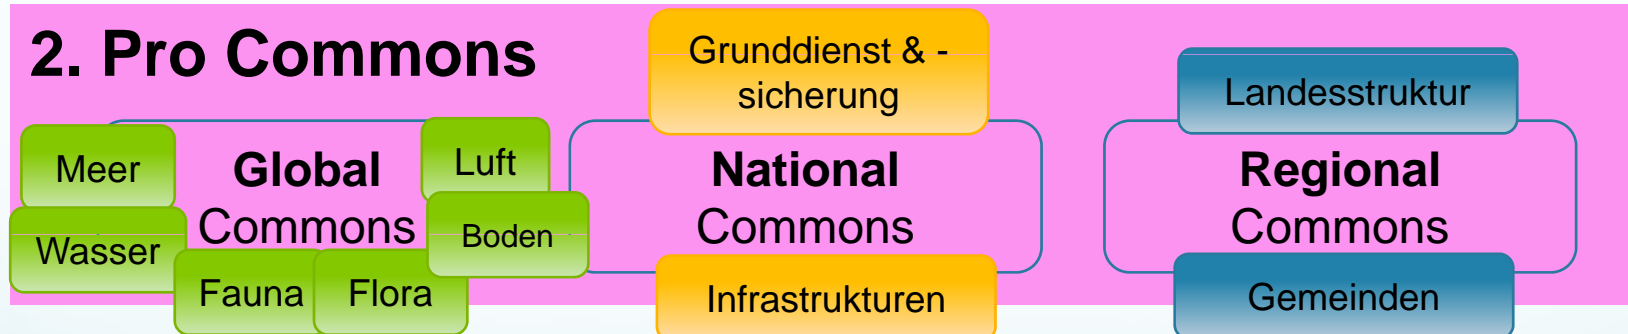 2. Pro Commons
Meer
Global
Commons
Luft
Wasser
Boden
Fauna
Flora
Grunddienst & -
sicherung
National
Commons
Infrastrukturen
Landesstruktur
Regional
Commons
Gemeinden